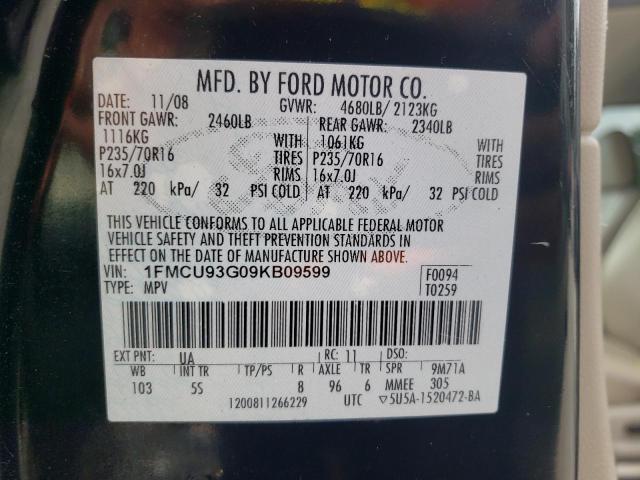 MFD. BY FORD MOTOR CO.
DATE: 11/08 GVWR: 4680LB/ 2123KG
FRONT GAWR: 2460LB REAR GAWR: 2340LB
1116KG WITH 1061KG WITH
P235/70R16 TIRES P235/70R16 TIRES
16x7.0J RIMS 16x7.0J RIMS
AT 220 kPa/ 32 PSI COLD AT 220 kPa/ 32 PSI COLD
THIS VEHICLE CONFORMS TO ALL APPLICABLE FEDERAL MOTOR
VEHICLE SAFETY AND THEFT PREVENTION STANDARDS IN
EFFECT ON THE DATE OF MANUFACTURE SHOWN ABOVE.
VIN: 1FMCU93G09KB09599 F0094
TYPE: MPV T0259
EXT PNT: UA RC: 11 DSO:
WB INT TR TP/PS R AXLE TR SPR 9M71A
103 5S 8 96 6 MMEE 305
1200811266229 UTC ▽5U5A-1520472-BA